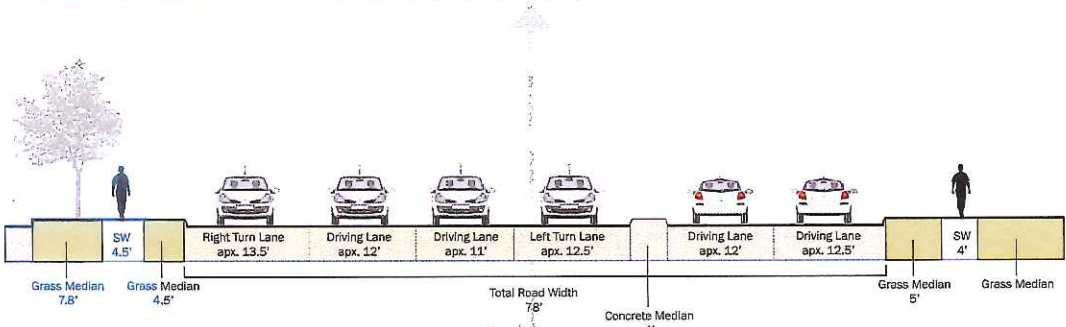 SW
4.5'
Right Turn Lane
apx. 13.5'
Driving Lane
apx. 12'
Driving Lane
apx. 11'
Left Turn Lane
apx. 12.5'
Driving Lane
apx. 12'
Driving Lane
apx. 12.5'
SW
4'
Grass Median
7.8'
Grass Median
4.5'
Total Road Width
78'
Concrete Median
Grass Median
5'
Grass Median